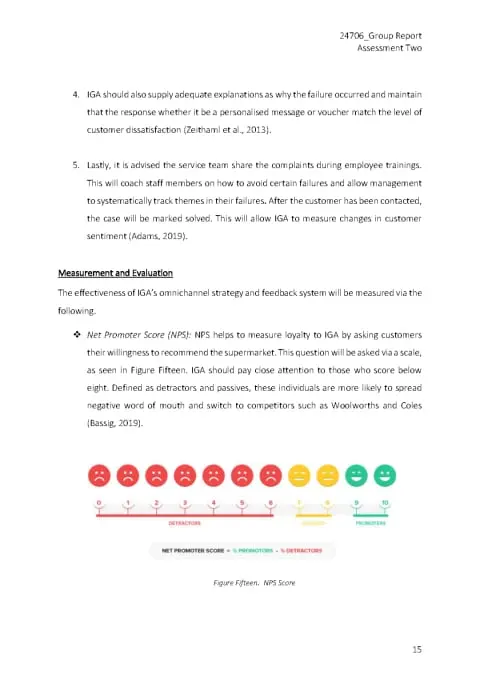 24706_Group Report
Assessment Two
4. IGA should also supply adequate explanations as why the failure occurred and maintain
that the response whether it be a personalised message or voucher match the level of
customer dissatisfaction (Zeithaml et al., 2013).
5. Lastly, it is advised the service team share the complaints during employee trainings.
This will coach staff members on how to avoid certain failures and allow management
to systematically track themes in their failures. After the customer has been contacted,
the case will be marked solved. This will allow IGA to measure changes in customer
sentiment (Adams, 2019).
Measurement and Evaluation
The effectiveness of IGA's omnichannel strategy and feedback system will be measured via the
following.
❖ Net Promoter Score (NPS): NPS helps to measure loyalty to IGA by asking customers
their willingness to recommend the supermarket. This question will be asked via a scale,
as seen in Figure Fifteen. IGA should pay close attention to those who score below
eight. Defined as detractors and passives, these individuals are more likely to spread
negative word of mouth and switch to competitors such as Woolworths and Coles
(Bassig, 2019).
0 1 2 3 4 5 6 7 8 9 10
DETRACTORS PROMOTERS
NET PROMOTER SCORE = % PROMOTORS - % DETRACTORS
Figure Fifteen. NPS Score
15